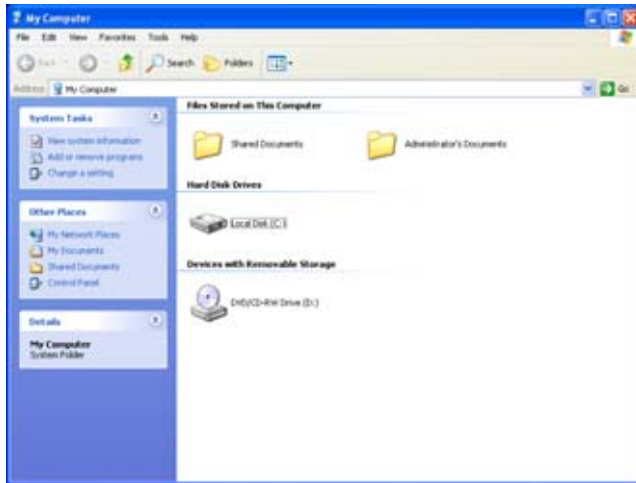 My Computer
File Edit View Favorites Tools Help
Back Search Folders
Address My Computer Go
System Tasks
View system information
Add or remove programs
Change a setting
Other Places
My Network Places
My Documents
Shared Documents
Control Panel
Details
My Computer
System Folder
Files Stored on This Computer
Shared Documents Administrator's Documents
Hard Disk Drives
Local Disk (C:)
Devices with Removable Storage
DVD/CD-RW Drive (D:)